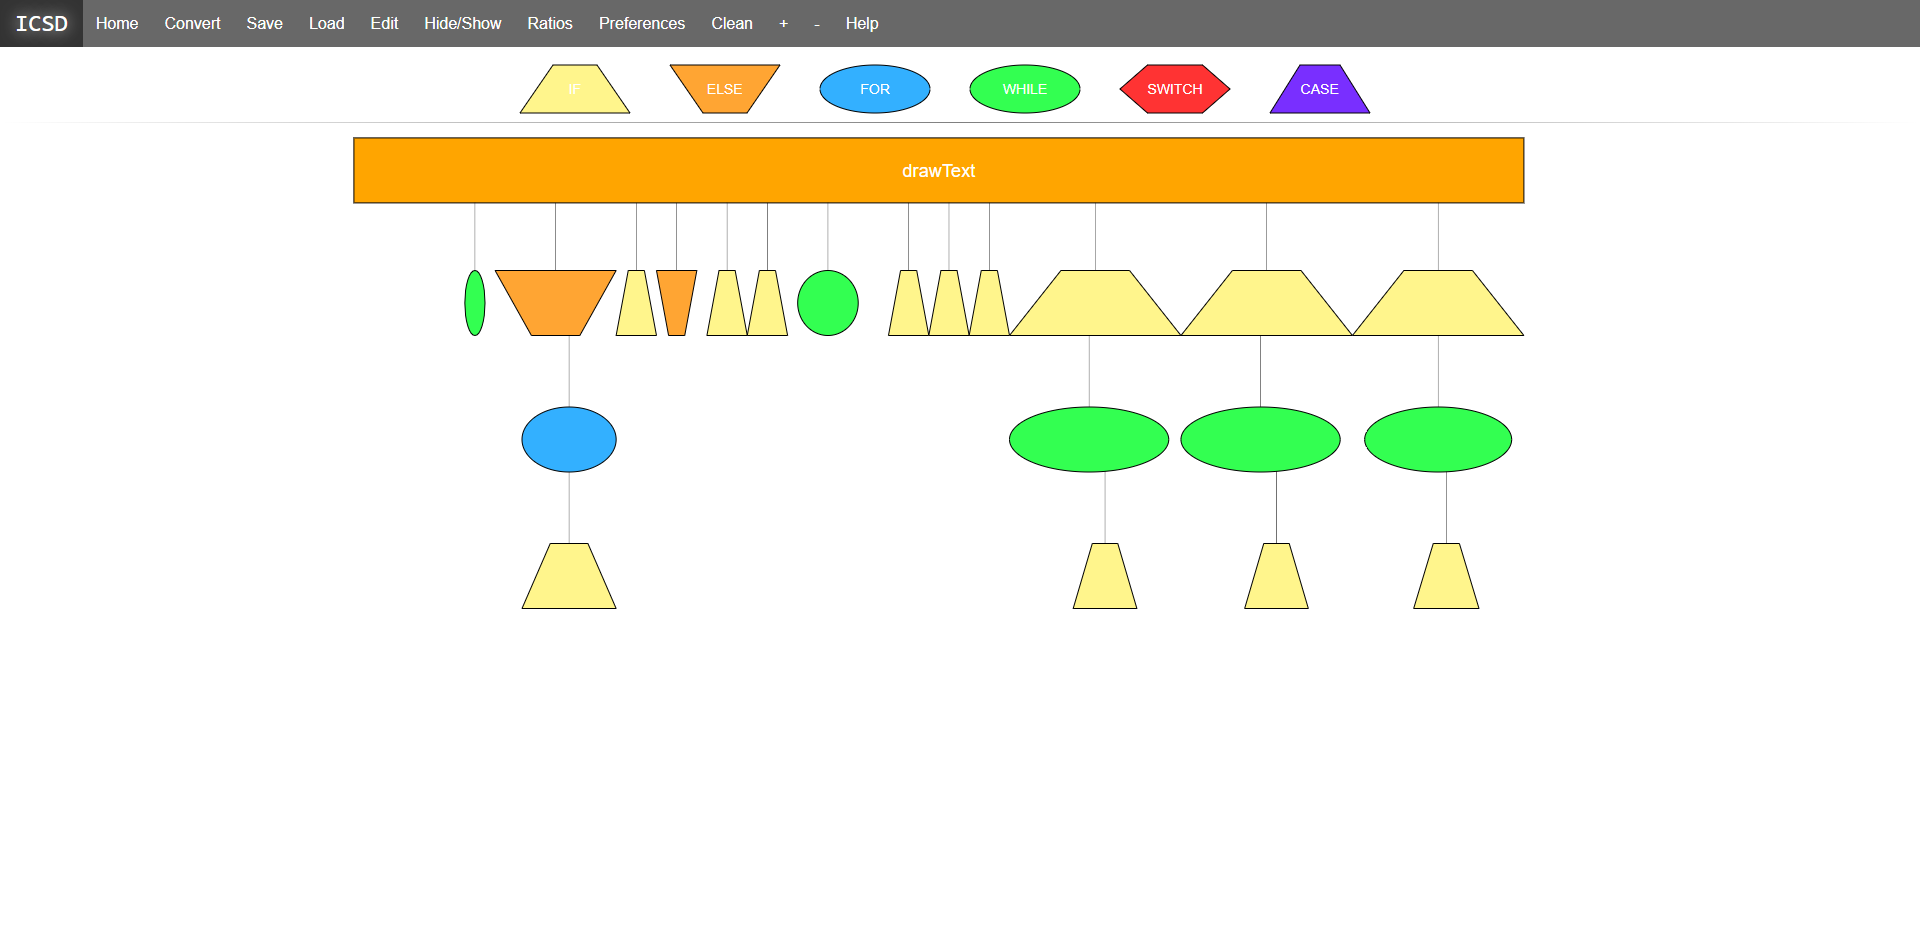 ICSD Home Convert Save Load Edit Hide/Show Ratios Preferences Clean + - Help
IF ELSE FOR WHILE SWITCH CASE
drawText